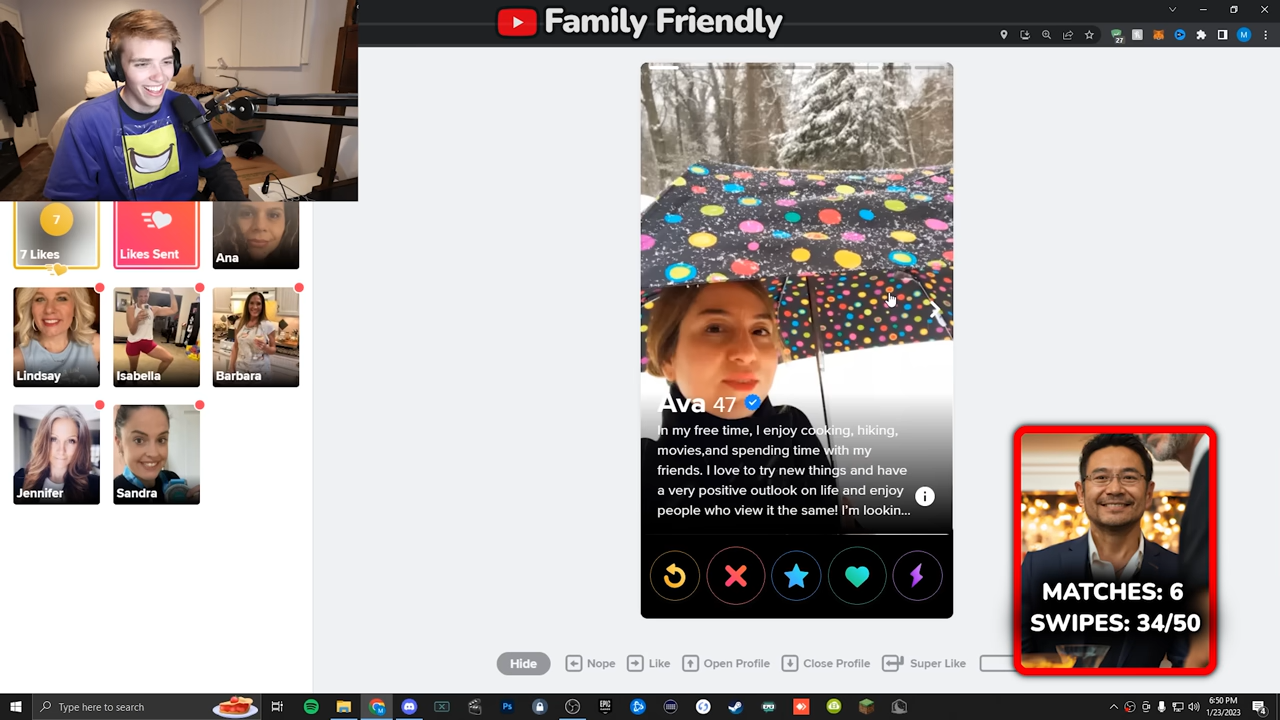 Family Friendly
27
M
7
7 Likes
Likes Sent
Ana
Lindsay
Isabella
Barbara
Jennifer
Sandra
Ava 47
In my free time, I enjoy cooking, hiking,
movies,and spending time with my
friends. I love to try new things and have
a very positive outlook on life and enjoy
people who view it the same! I'm lookin...
MATCHES: 6
SWIPES: 34/50
Hide
Nope
Like
Open Profile
Close Profile
Super Like
Type here to search
Ps
EPIC
6:50 PM
1/23/2023